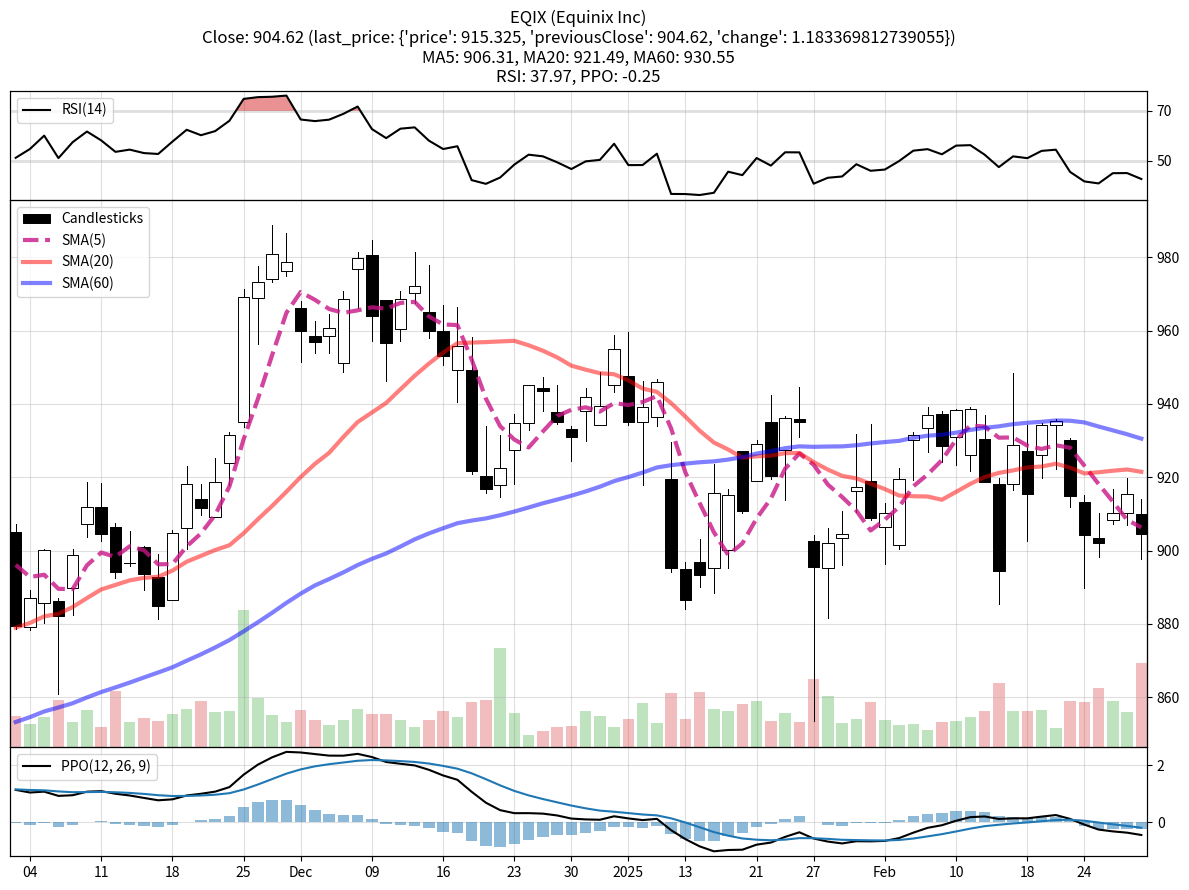 EQIX (Equinix Inc)
Close: 904.62 (last_price: {'price': 915.325, 'previousClose': 904.62, 'change': 1.183369812739055})
MA5: 906.31, MA20: 921.49, MA60: 930.55
RSI: 37.97, PPO: -0.25
RSI(14)
70
50
Candlesticks
SMA(5)
SMA(20)
SMA(60)
980
960
940
920
900
880
860
PPO(12, 26, 9)
2
0
04 11 18 25 Dec 09 16 23 30 2025 13 21 27 Feb 10 18 24